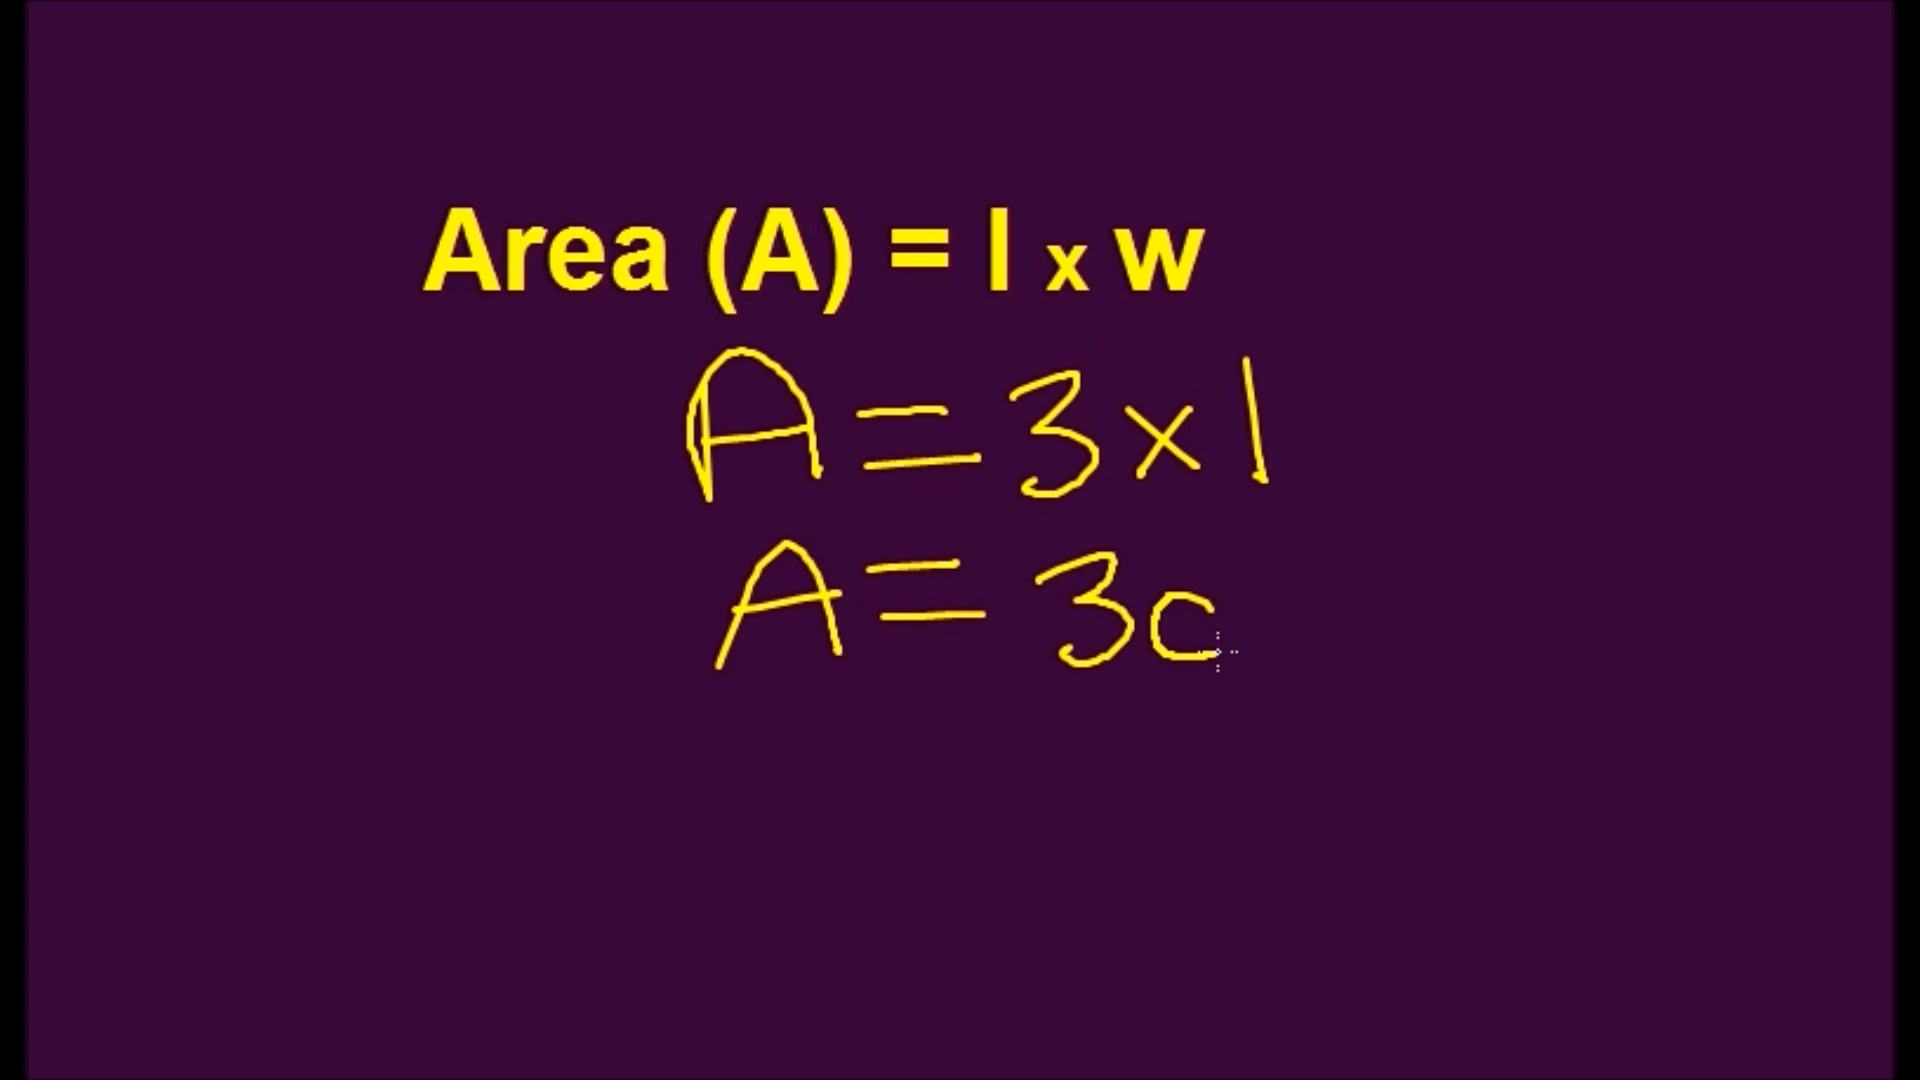 Area (A) = l x w
A = 3 x 1
A = 3c